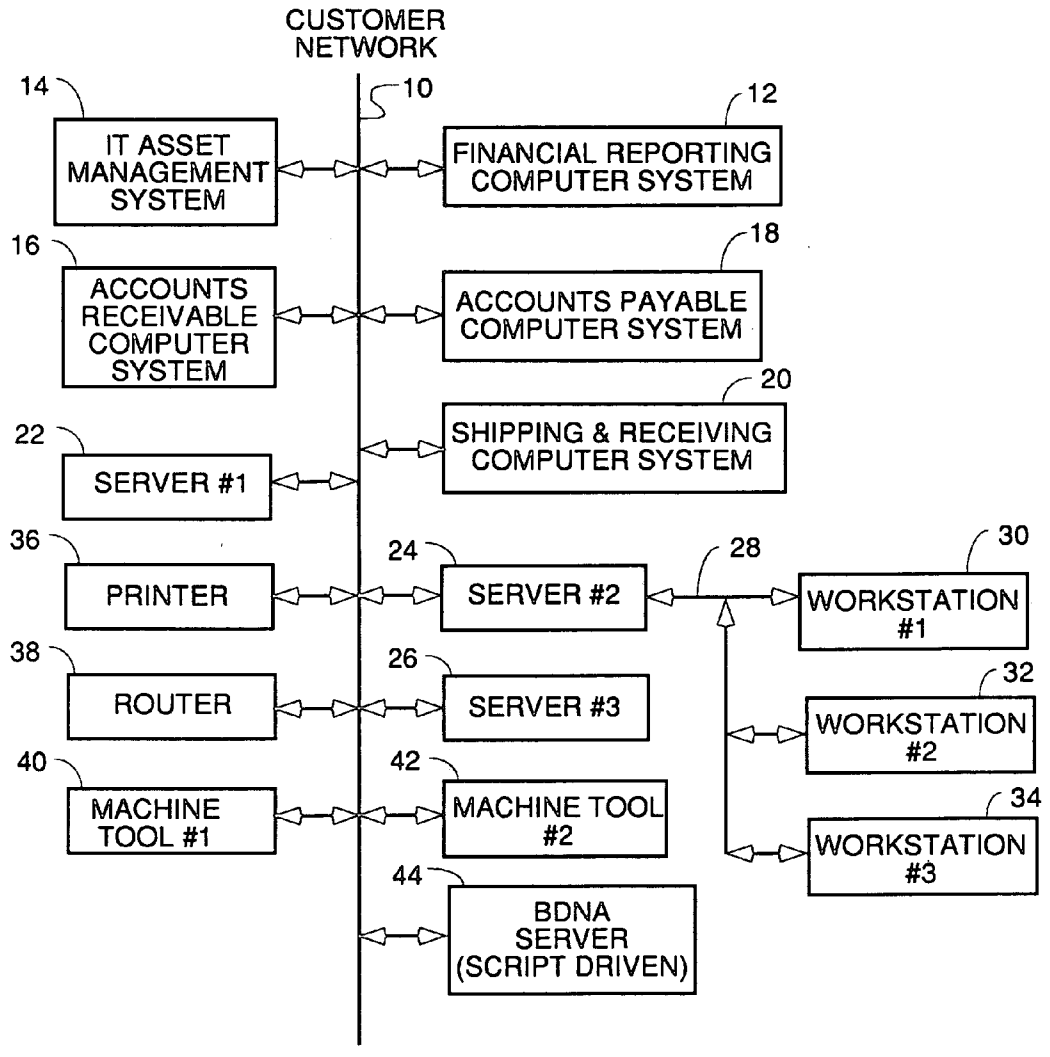 CUSTOMER
NETWORK
10
14
IT ASSET
MANAGEMENT
SYSTEM
12
FINANCIAL REPORTING
COMPUTER SYSTEM
16
ACCOUNTS
RECEIVABLE
COMPUTER
SYSTEM
18
ACCOUNTS PAYABLE
COMPUTER SYSTEM
20
SHIPPING & RECEIVING
COMPUTER SYSTEM
22
SERVER #1
36
PRINTER
24
SERVER #2
28
30
WORKSTATION
#1
38
ROUTER
26
SERVER #3
32
WORKSTATION
#2
40
MACHINE
TOOL #1
42
MACHINE TOOL
#2
34
WORKSTATION
#3
44
BDNA
SERVER
(SCRIPT DRIVEN)